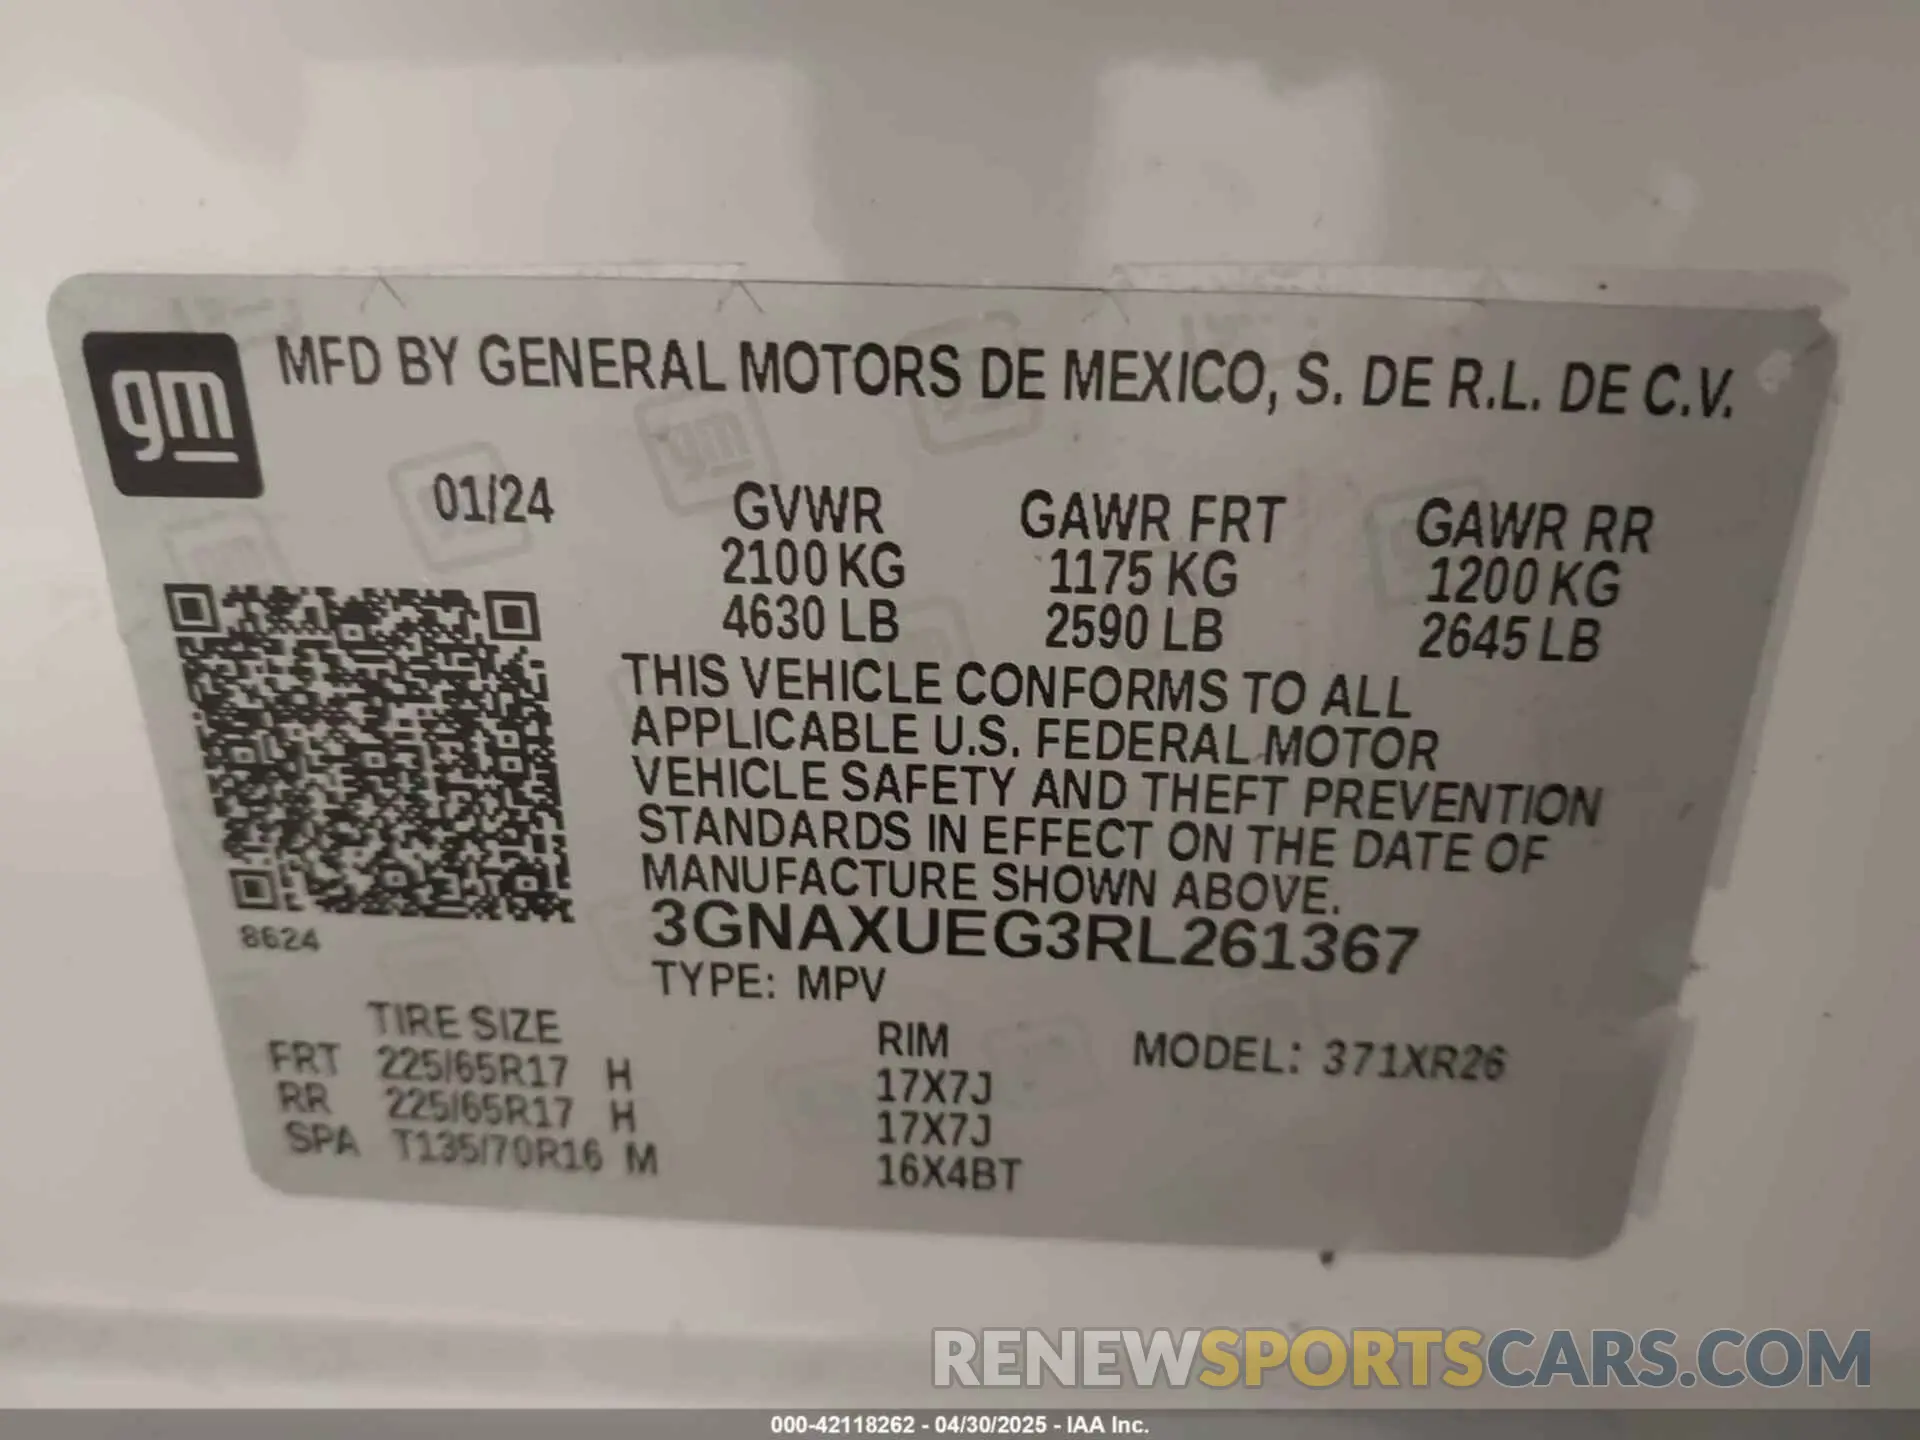 gm
MFD BY GENERAL MOTORS DE MEXICO, S. DE R.L. DE C.V.
01/24 GVWR GAWR FRT GAWR RR
2100 KG 1175 KG 1200 KG
4630 LB 2590 LB 2645 LB
THIS VEHICLE CONFORMS TO ALL
APPLICABLE U.S. FEDERAL MOTOR
VEHICLE SAFETY AND THEFT PREVENTION
STANDARDS IN EFFECT ON THE DATE OF
MANUFACTURE SHOWN ABOVE.
3GNAXUEG3RL261367
8624
TYPE: MPV
TIRE SIZE RIM MODEL: 371XR26
FRT 225/65R17 H 17X7J
RR 225/65R17 H 17X7J
SPA T135/70R16 M 16X4BT
RENEWSPORTSCARS.COM
000-42118262 - 04/30/2025 - IAA Inc.